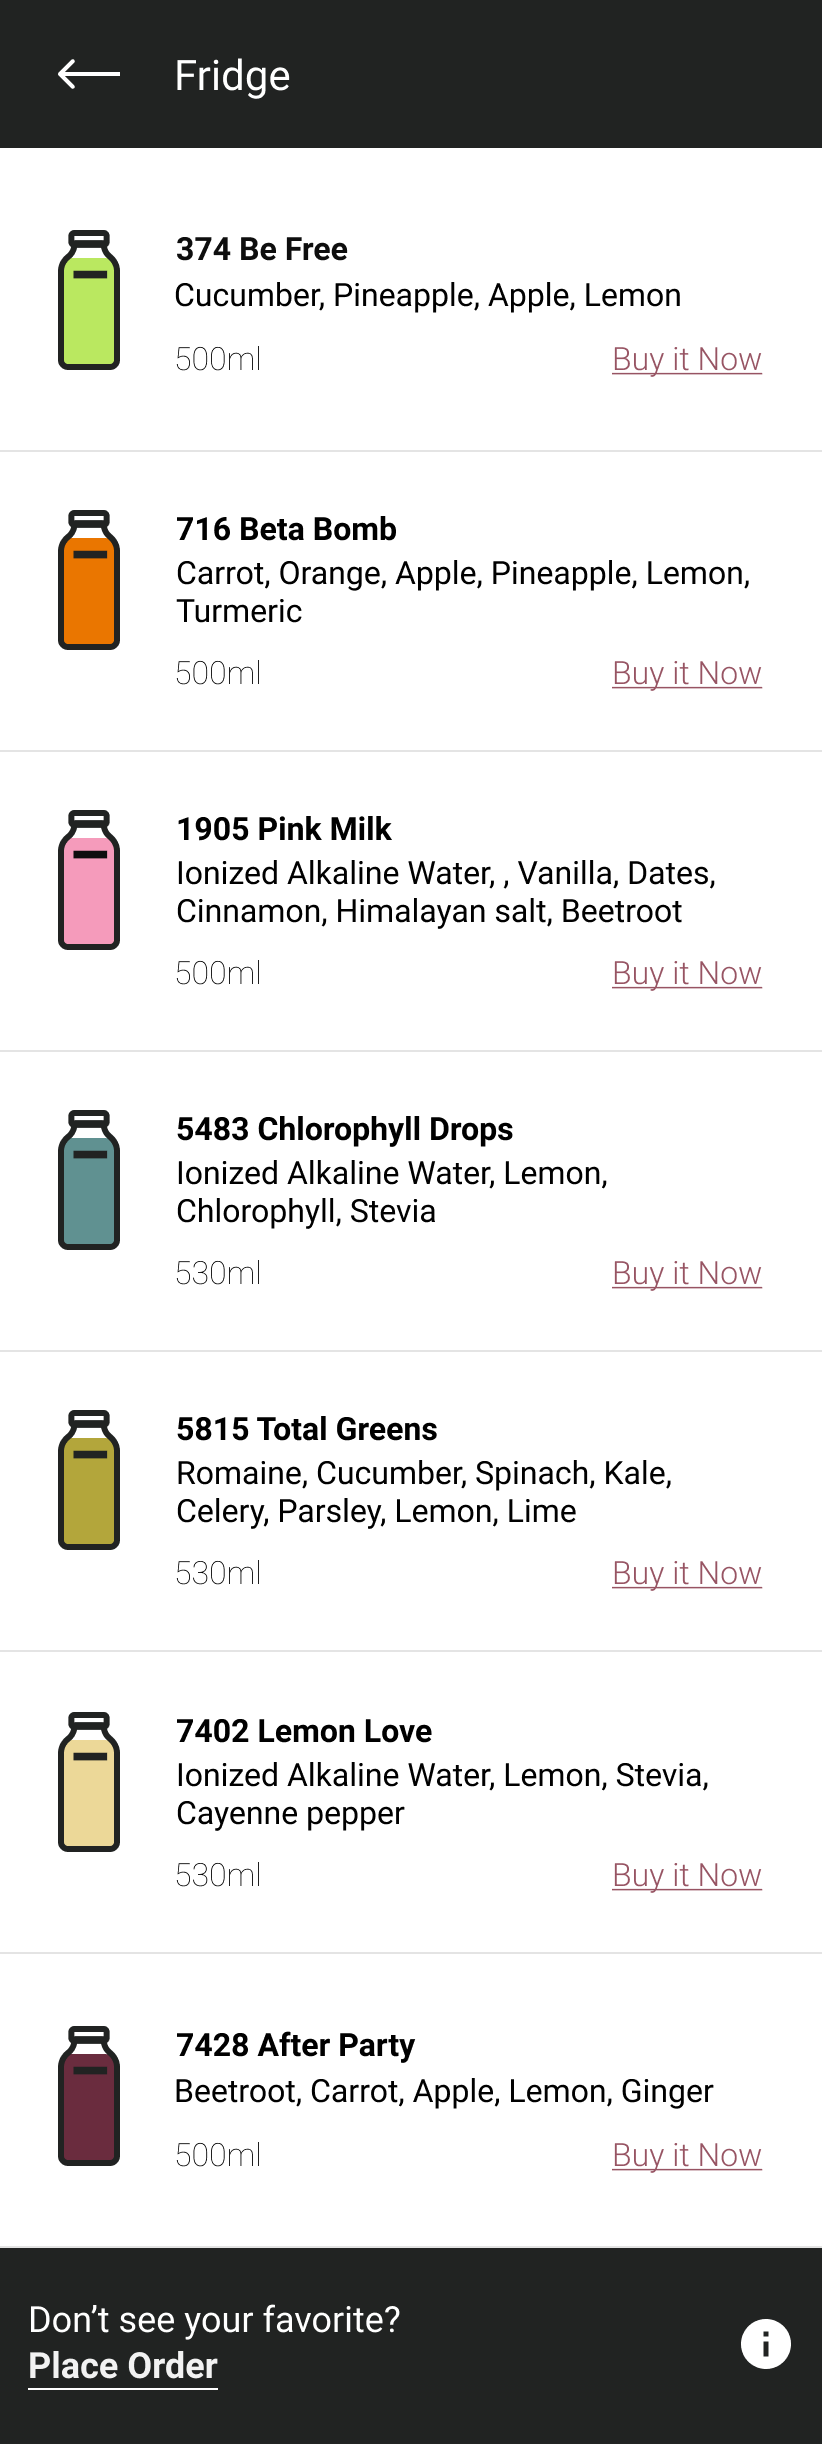 Fridge
374 Be Free
Cucumber, Pineapple, Apple, Lemon
500ml
Buy it Now
716 Beta Bomb
Carrot, Orange, Apple, Pineapple, Lemon,
Turmeric
500ml
Buy it Now
1905 Pink Milk
Ionized Alkaline Water, , Vanilla, Dates,
Cinnamon, Himalayan salt, Beetroot
500ml
Buy it Now
5483 Chlorophyll Drops
Ionized Alkaline Water, Lemon,
Chlorophyll, Stevia
530ml
Buy it Now
5815 Total Greens
Romaine, Cucumber, Spinach, Kale,
Celery, Parsley, Lemon, Lime
530ml
Buy it Now
7402 Lemon Love
Ionized Alkaline Water, Lemon, Stevia,
Cayenne pepper
530ml
Buy it Now
7428 After Party
Beetroot, Carrot, Apple, Lemon, Ginger
500ml
Buy it Now
Don’t see your favorite?
Place Order